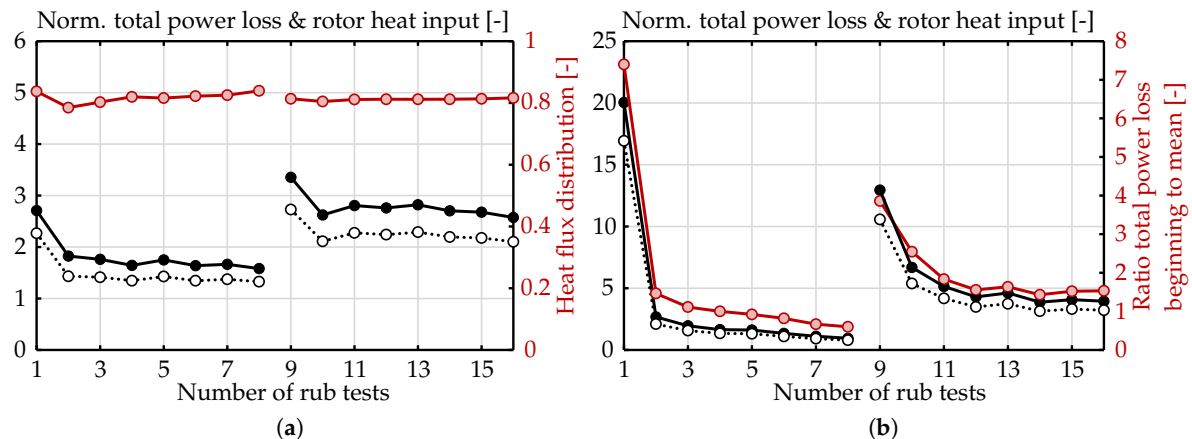 Norm. total power loss & rotor heat input [-]
6
5
4
3
2
1
0
1
0.8
0.6
0.4
0.2
0
Heat flux distribution [-]
1 3 5 7 9 11 13 15
Number of rub tests
(a)
Norm. total power loss & rotor heat input [-]
25
20
15
10
5
0
8
7
6
5
4
3
2
1
0
Ratio total power loss
beginning to mean [-]
1 3 5 7 9 11 13 15
Number of rub tests
(b)